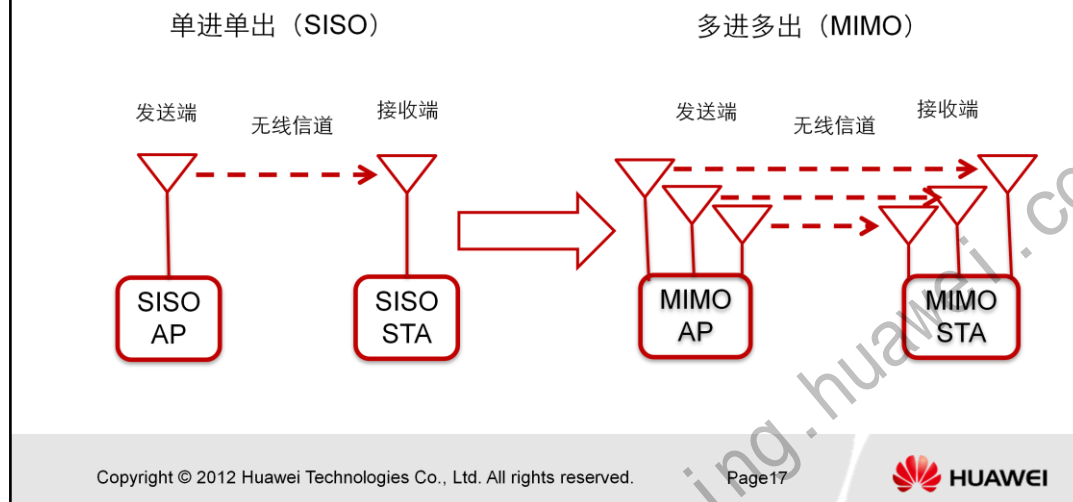 单进单出（SISO）
多进多出（MIMO）
发送端
无线信道
接收端
发送端
无线信道
接收端
SISO
AP
SISO
STA
MIMO
AP
MIMO
STA
ing.huawei.co
Copyright © 2012 Huawei Technologies Co., Ltd. All rights reserved.
Page17
HUAWEI